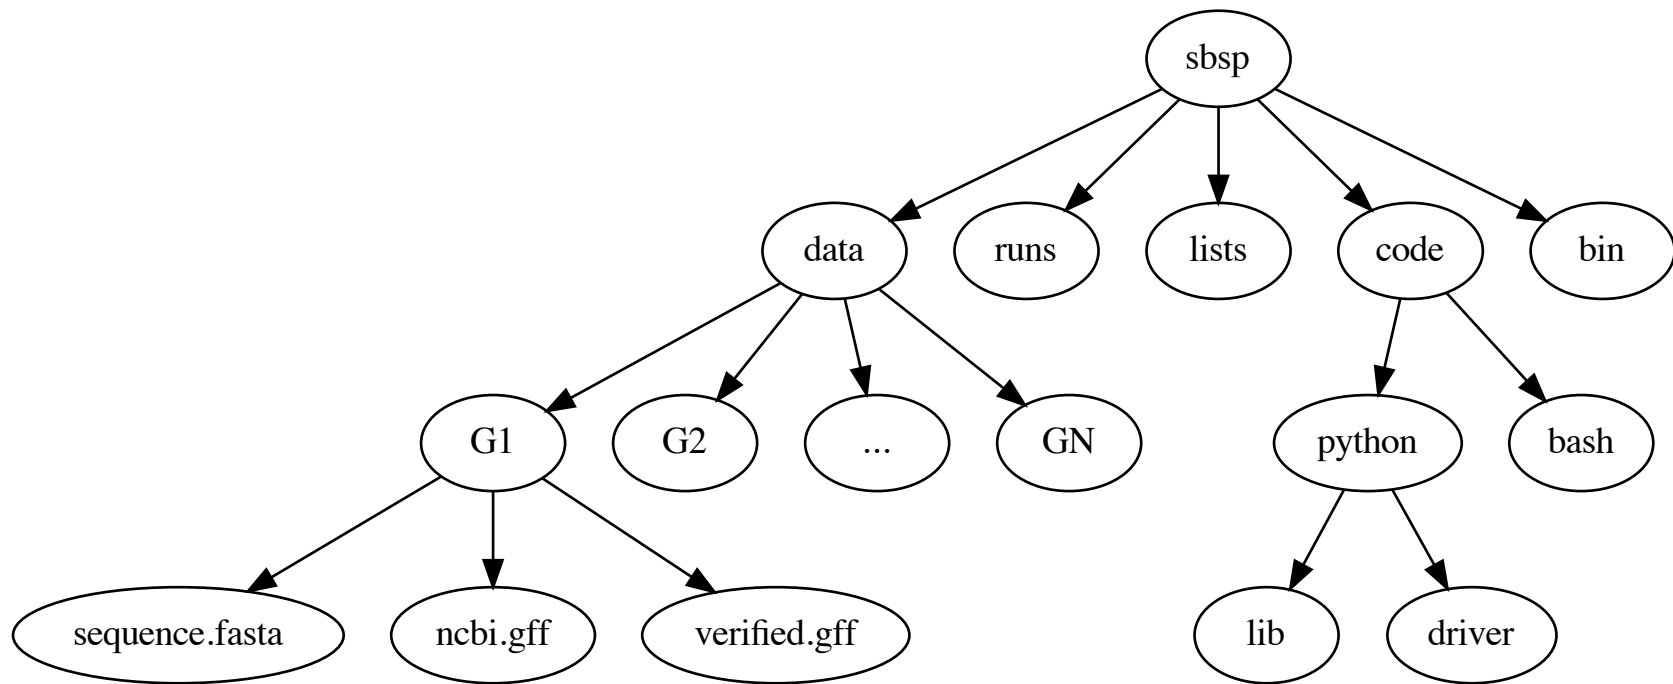 sbsp
data
runs
lists
code
bin
G1
G2
...
GN
python
bash
sequence.fasta
ncbi.gff
verified.gff
lib
driver